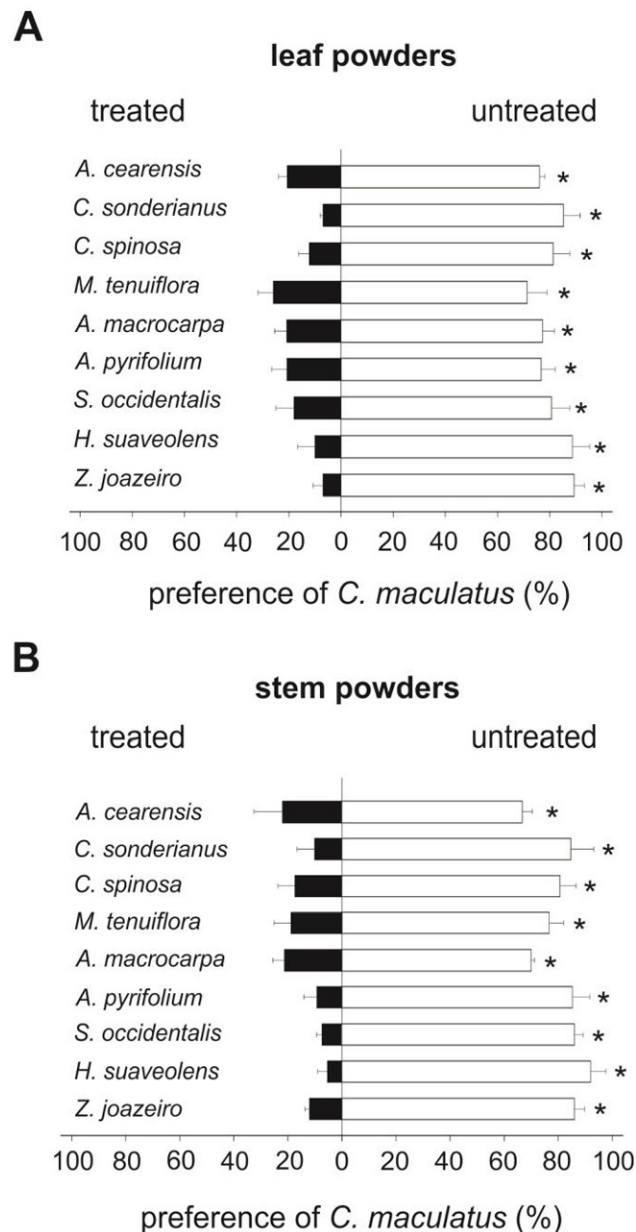 A
leaf powders
treated untreated
A. cearensis *
C. sonderianus *
C. spinosa *
M. tenuiflora *
A. macrocarpa *
A. pyrifolium *
S. occidentalis *
H. suaveolens *
Z. joazeiro *
100 80 60 40 20 0 20 40 60 80 100
preference of C. maculatus (%)
B
stem powders
treated untreated
A. cearensis *
C. sonderianus *
C. spinosa *
M. tenuiflora *
A. macrocarpa *
A. pyrifolium *
S. occidentalis *
H. suaveolens *
Z. joazeiro *
100 80 60 40 20 0 20 40 60 80 100
preference of C. maculatus (%)